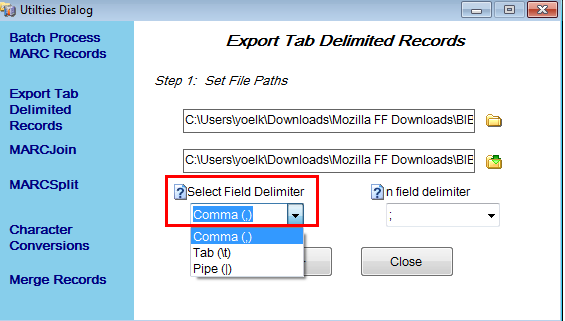 Utilties Dialog
Batch Process
MARC Records
Export Tab
Delimited
Records
MARCJoin
MARCSplit
Character
Conversions
Merge Records
Export Tab Delimited Records
Step 1: Set File Paths
C:\Users\yoelk\Downloads\Mozilla FF Downloads\BIE
C:\Users\yoelk\Downloads\Mozilla FF Downloads\BIE
Select Field Delimiter
n field delimiter
Comma (,)
;
Comma (,)
Tab (\t)
Pipe (|)
Close